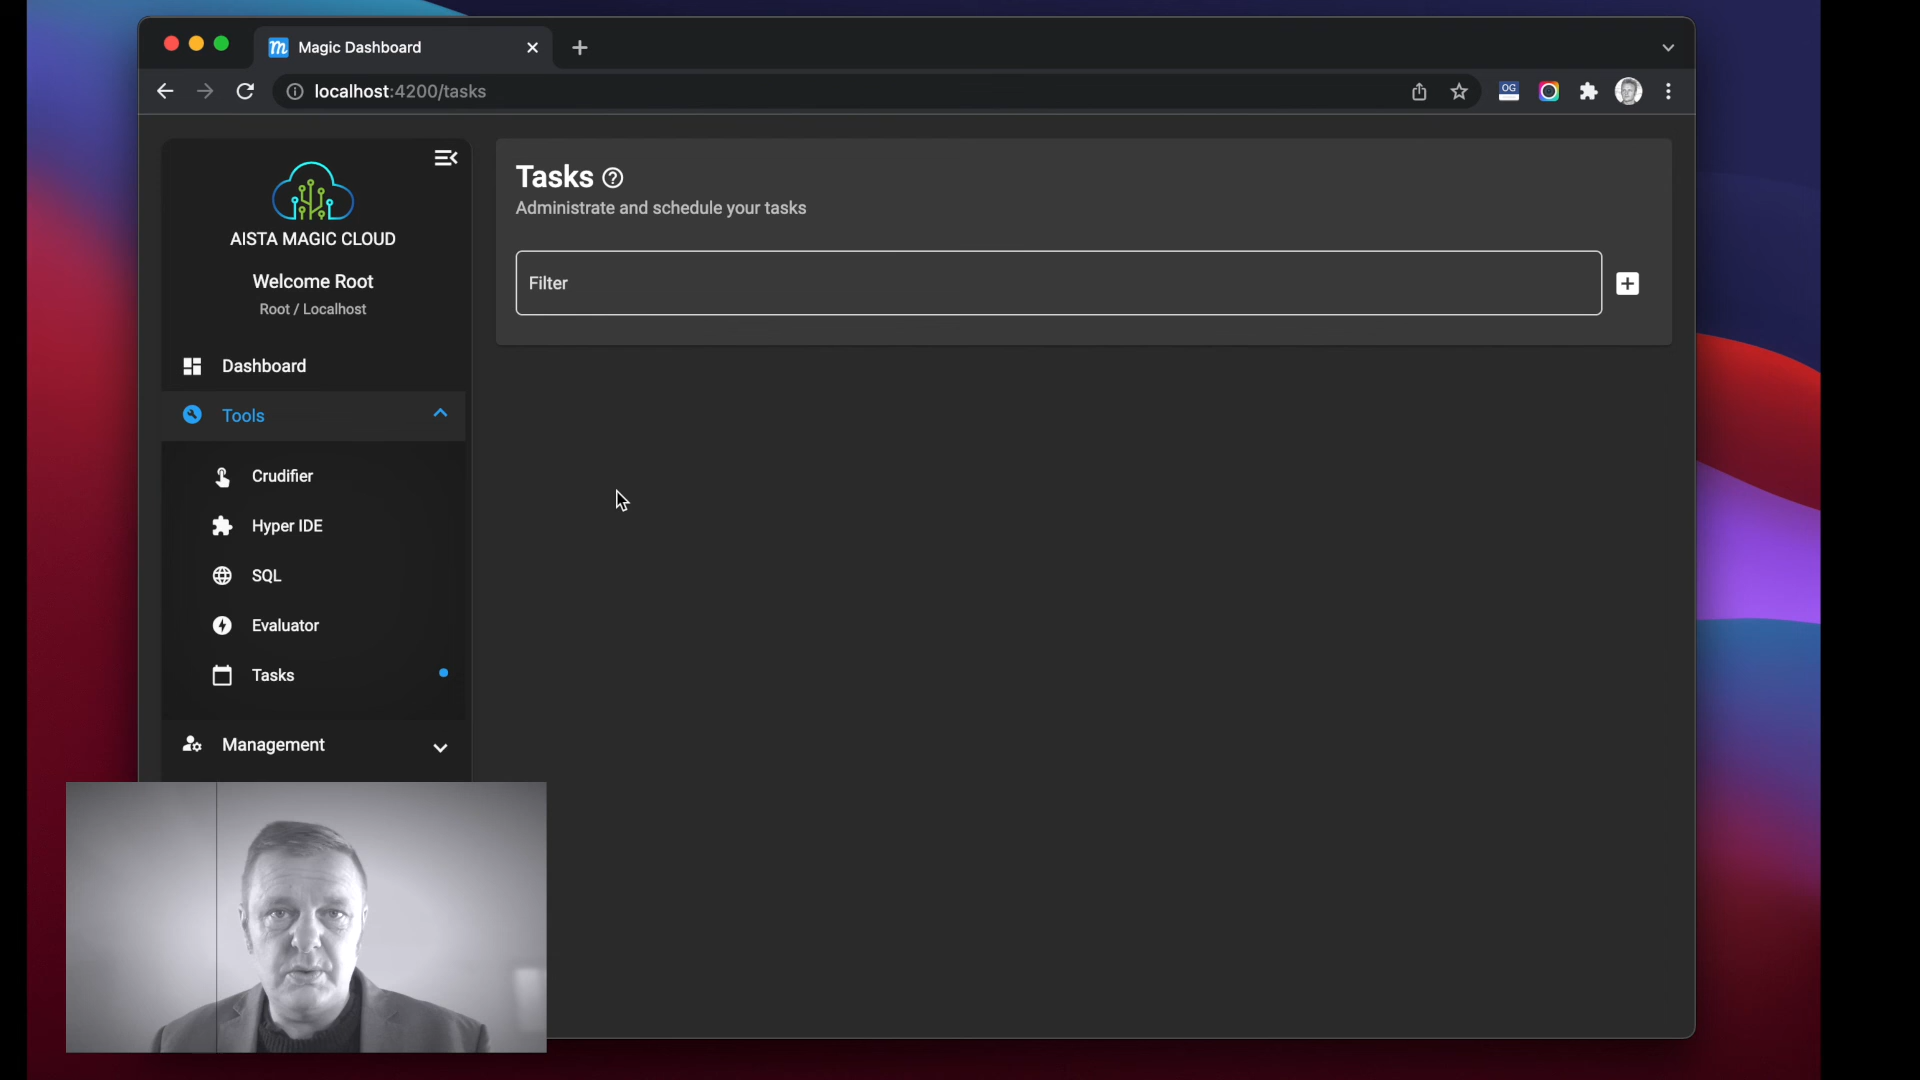 Magic Dashboard
localhost:4200/tasks
OG
AISTA MAGIC CLOUD
Welcome Root
Root / Localhost
Dashboard
Tools
Crudifier
Hyper IDE
SQL
Evaluator
Tasks
Management
Tasks
Administrate and schedule your tasks
Filter